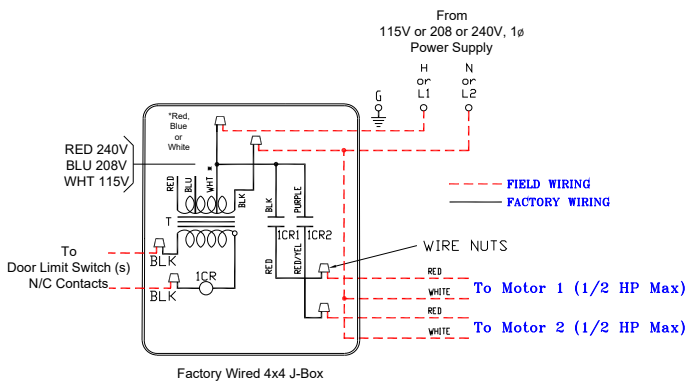 From
115V or 208 or 240V, 1ø
Power Supply
H
or
L1
N
or
L2
G
*Red,
Blue
or
White
RED 240V
BLU 208V
WHT 115V
RED
BLU
WHT
*
BLK
BLK
PURPLE
FIELD WIRING
FACTORY WIRING
T
1CR1
1CR2
WIRE NUTS
To
Door Limit Switch (s)
N/C Contacts
BLK
BLK
1CR
RED
RED/YEL
RED
WHITE
To Motor 1 (1/2 HP Max)
RED
WHITE
To Motor 2 (1/2 HP Max)
Factory Wired 4x4 J-Box